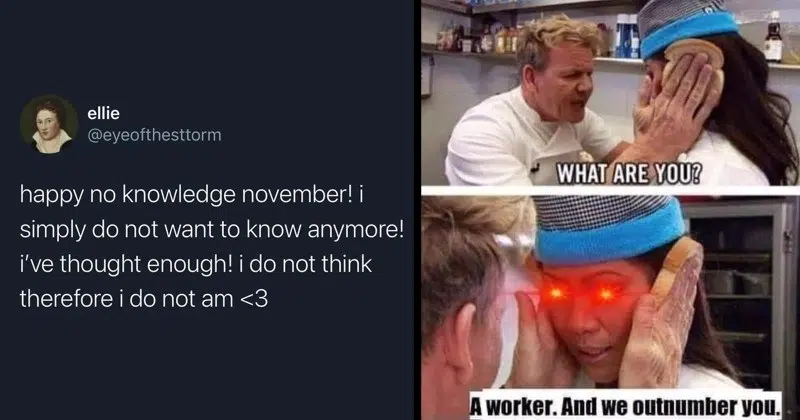 ellie
@eyeofthesttorm
happy no knowledge november! i
simply do not want to know anymore!
i've thought enough! i do not think
therefore i do not am <3
WHAT ARE YOU?
A worker. And we outnumber you.